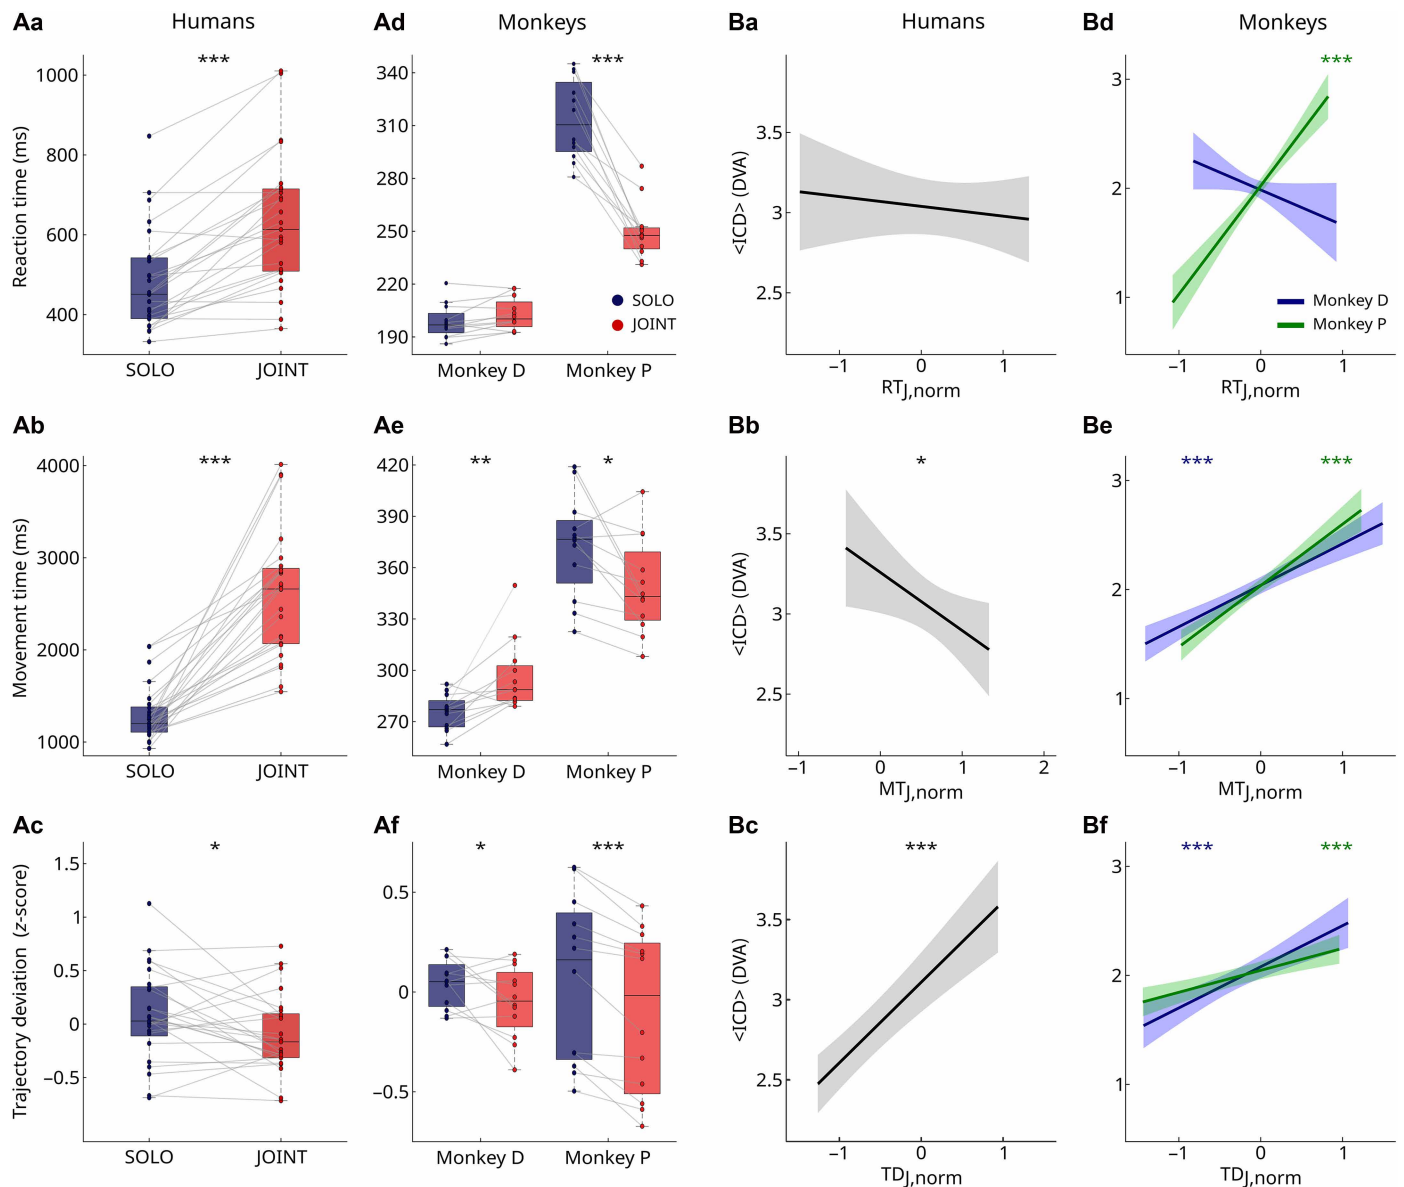 Aa Humans Ad Monkeys Ba Humans Bd Monkeys
Reaction time (ms)
1000
800
600
400
***
SOLO JOINT
340
310
280
250
220
190
***
SOLO
JOINT
Monkey D Monkey P
<ICD> (DVA)
3.5
3
2.5
−1 0 1
RTJ,norm
3
2
1
***
Monkey D
Monkey P
−1 0 1
RTJ,norm
Ab Ae Bb Be
Movement time (ms)
4000
3000
2000
1000
***
SOLO JOINT
420
390
360
330
300
270
** *
Monkey D Monkey P
<ICD> (DVA)
3.5
3
2.5
*
−1 0 1 2
MTJ,norm
3
2
1
*** ***
−1 0 1
MTJ,norm
Ac Af Bc Bf
Trajectory deviation (z-score)
1.5
1
0.5
0
−0.5
*
SOLO JOINT
0.5
0
−0.5
* ***
Monkey D Monkey P
<ICD> (DVA)
3.5
3
2.5
***
−1 0 1
TDJ,norm
3
2
1
*** ***
−1 0 1
TDJ,norm